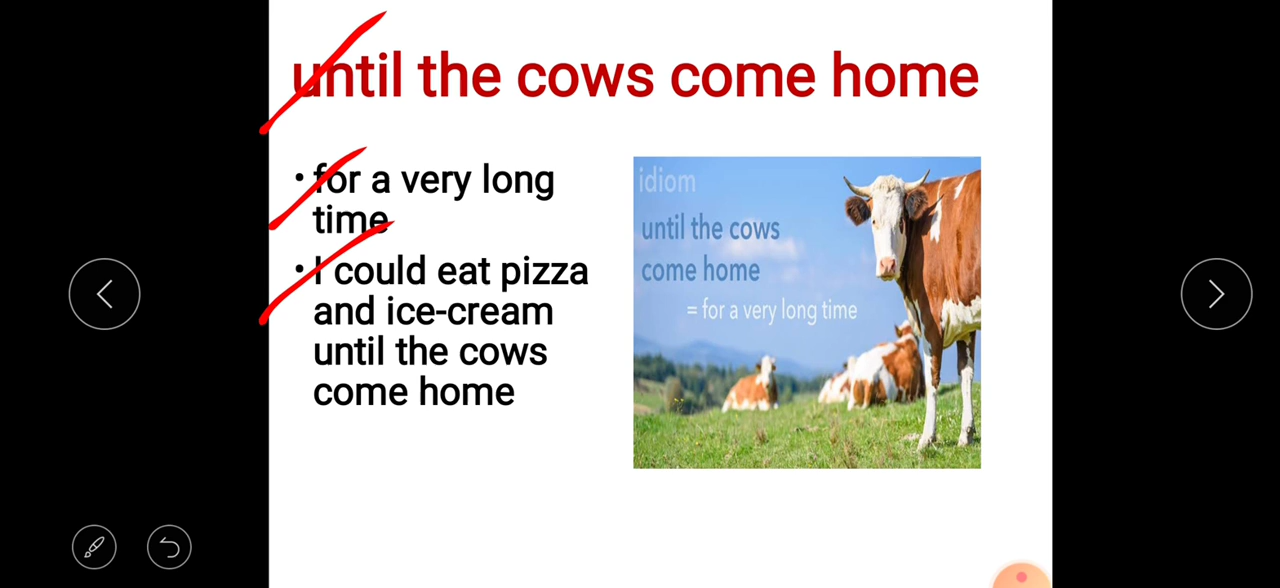 until the cows come home
• for a very long
time
• I could eat pizza
and ice-cream
until the cows
come home
idiom
until the cows
come home
= for a very long time